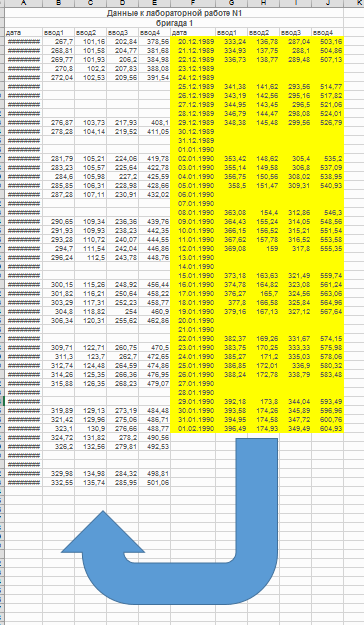 A B C D E F G H I J K
Данные к лабораторной работе N1
бригада 1
дата ввод1 ввод2 ввод3 ввод4 дата ввод1 ввод2 ввод3 ввод4
######## 267,7 101,16 202,84 378,56 20.12.1989 333,24 136,78 287,04 503,16
######## 268,68 101,58 204,77 381,68 21.12.1989 334,93 137,75 288,1 504,86
######## 269,77 101,93 206,2 384,98 22.12.1989 336,73 138,77 289,48 507,13
######## 270,8 102,2 207,83 388,08 23.12.1989
######## 272,04 102,53 209,56 391,54 24.12.1989
######## 25.12.1989 341,38 141,62 293,56 514,77
######## 26.12.1989 343,19 142,56 295,16 517,82
######## 27.12.1989 344,95 143,45 296,5 521,06
######## 28.12.1989 346,79 144,47 298,08 524,01
######## 276,87 103,73 217,93 408,1 29.12.1989 348,38 145,48 299,56 526,79
######## 278,28 104,14 219,52 411,05 30.12.1989
######## 31.12.1989
######## 01.01.1990
######## 281,79 105,21 224,06 419,78 02.01.1990 353,42 148,62 305,4 535,2
######## 283,23 105,57 225,64 422,78 03.01.1990 355,14 149,58 306,8 537,09
######## 284,6 105,98 227,2 425,59 04.01.1990 356,75 150,56 308,02 538,95
######## 285,85 106,31 228,98 428,66 05.01.1990 358,5 151,47 309,31 540,93
######## 287,28 107,11 230,91 432,02 06.01.1990
######## 07.01.1990
######## 08.01.1990 363,08 154,4 312,86 546,3
######## 290,65 109,34 236,36 439,76 09.01.1990 364,43 155,24 314,05 548,56
######## 291,93 109,93 238,23 442,35 10.01.1990 366,15 156,52 315,21 551,54
######## 293,28 110,72 240,07 444,55 11.01.1990 367,62 157,78 316,52 553,58
######## 294,7 111,54 242,04 446,86 12.01.1990 369,08 159 317,8 555,35
######## 296,24 112,5 243,78 448,76 13.01.1990
######## 14.01.1990
######## 15.01.1990 373,18 163,63 321,49 559,74
######## 300,15 115,26 248,92 456,44 16.01.1990 374,78 164,82 323,08 561,24
######## 301,82 116,21 250,64 458,22 17.01.1990 376,27 165,7 324,56 563,06
######## 303,29 117,31 252,23 458,77 18.01.1990 377,8 166,58 325,84 564,96
######## 304,8 118,82 254 460,9 19.01.1990 379,16 167,13 327,12 567,64
######## 306,34 120,31 255,62 462,86 20.01.1990
######## 21.01.1990
######## 22.01.1990 382,37 169,26 331,67 574,15
######## 309,71 122,71 260,75 470,5 23.01.1990 383,75 170,25 333,33 575,98
######## 311,3 123,7 262,7 472,65 24.01.1990 385,27 171,2 335,03 578,06
######## 312,74 124,48 264,59 474,86 25.01.1990 386,85 172,01 336,9 580,32
######## 314,26 125,35 266,36 476,95 26.01.1990 388,24 172,78 338,79 583,48
######## 315,88 126,35 268,23 479,07 27.01.1990
######## 28.01.1990
######## 29.01.1990 392,18 173,8 344,04 593,49
######## 319,89 129,13 273,19 484,48 30.01.1990 393,58 174,26 345,89 596,96
######## 321,42 129,96 275,06 486,71 31.01.1990 394,95 174,58 347,72 600,76
######## 323,1 130,9 276,66 488,77 01.02.1990 396,49 174,93 349,49 604,93
######## 324,72 131,82 278,2 490,56
######## 326,2 132,56 279,81 492,53
########
########
######## 329,98 134,98 284,32 498,81
######## 332,55 135,74 285,95 501,06